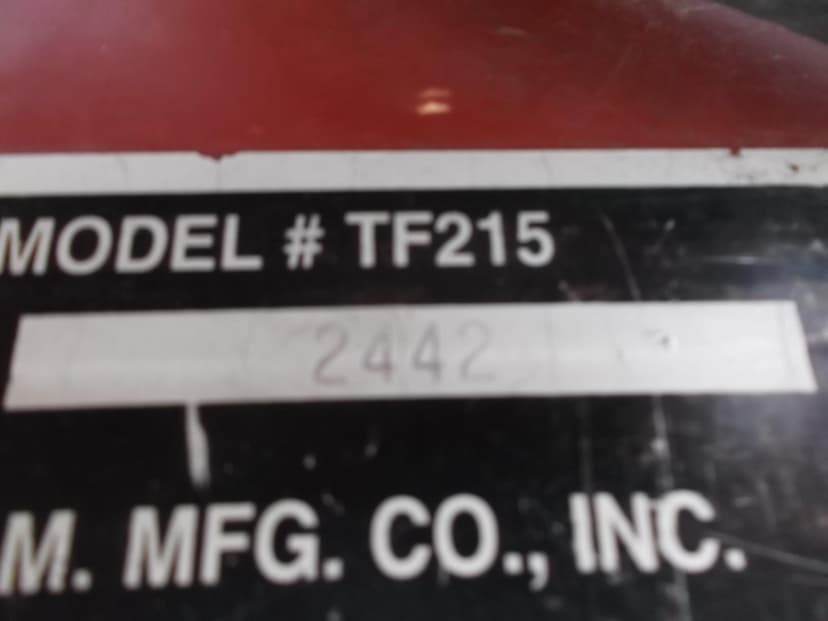 MODEL # TF215
2442
M. MFG. CO., INC.